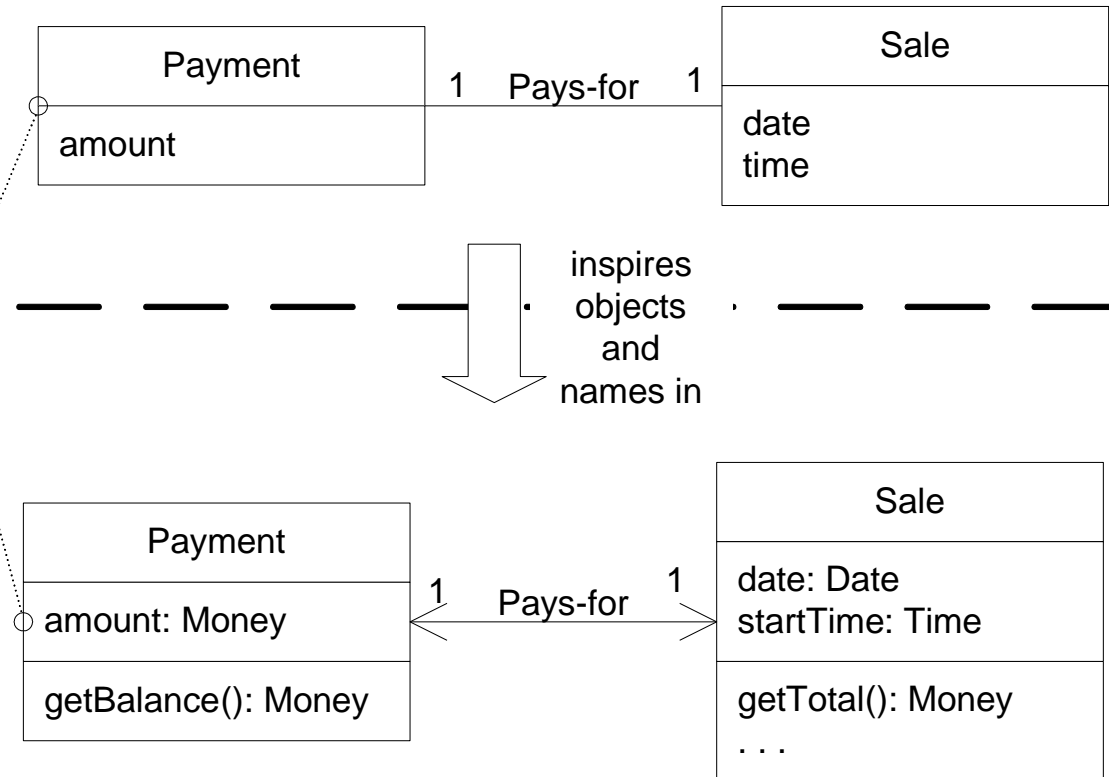 Payment
1 Pays-for 1
Sale
amount
date
time
inspires
objects
and
names in
Payment
1 Pays-for 1
Sale
amount: Money
date: Date
startTime: Time
getBalance(): Money
getTotal(): Money
. . .